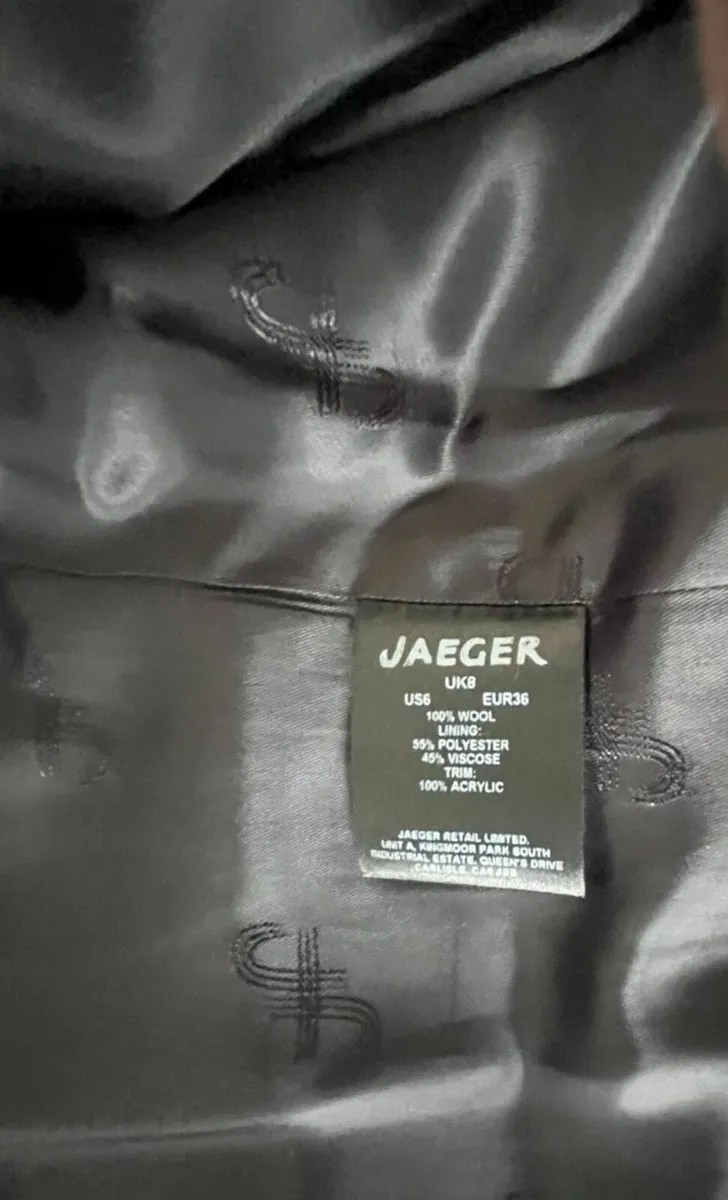 JAEGER
UK8
US6 EUR36
100% WOOL
LINING:
55% POLYESTER
45% VISCOSE
TRIM:
100% ACRYLIC
JAEGER RETAIL LIMITED.
UNIT A, KINGMOOR PARK SOUTH
INDUSTRIAL ESTATE, QUEEN'S DRIVE
CARLISLE,